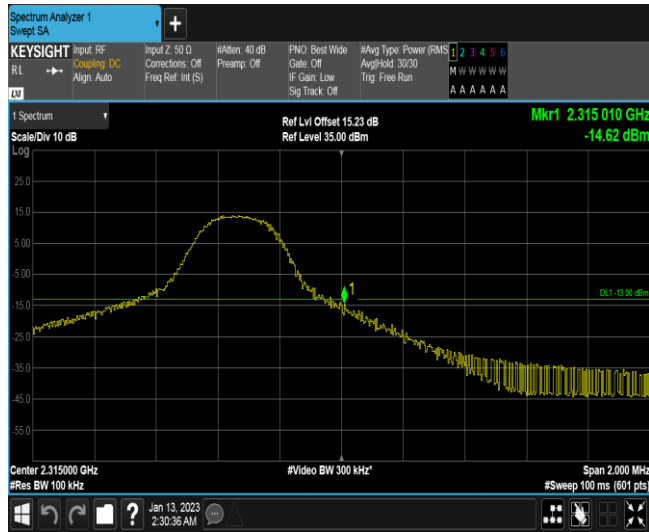 Spectrum Analyzer 1
Swept SA
+
KEYSIGHT
RL
LXI
Input: RF
Coupling: DC
Align: Auto
Input Z: 50 Ω
Corrections: Off
Freq Ref: Int (S)
#Atten: 40 dB
Preamp: Off
PNO: Best Wide
Gate: Off
IF Gain: Low
Sig Track: Off
#Avg Type: Power (RMS
Avg|Hold: 30/30
Trig: Free Run
1 2 3 4 5 6
M W W W W W
A A A A A A
1 Spectrum
Scale/Div 10 dB
Ref Lvl Offset 15.23 dB
Ref Level 35.00 dBm
Mkr1 2.315 010 GHz
-14.62 dBm
Log
25.0
15.0
5.00
-5.00
-15.0
-25.0
-35.0
-45.0
-55.0
1
DL1 -13.00 dBm
Center 2.315000 GHz
#Res BW 100 kHz
#Video BW 300 kHz*
Span 2.000 MHz
#Sweep 100 ms (601 pts)
?
Jan 13, 2023
2:30:36 AM